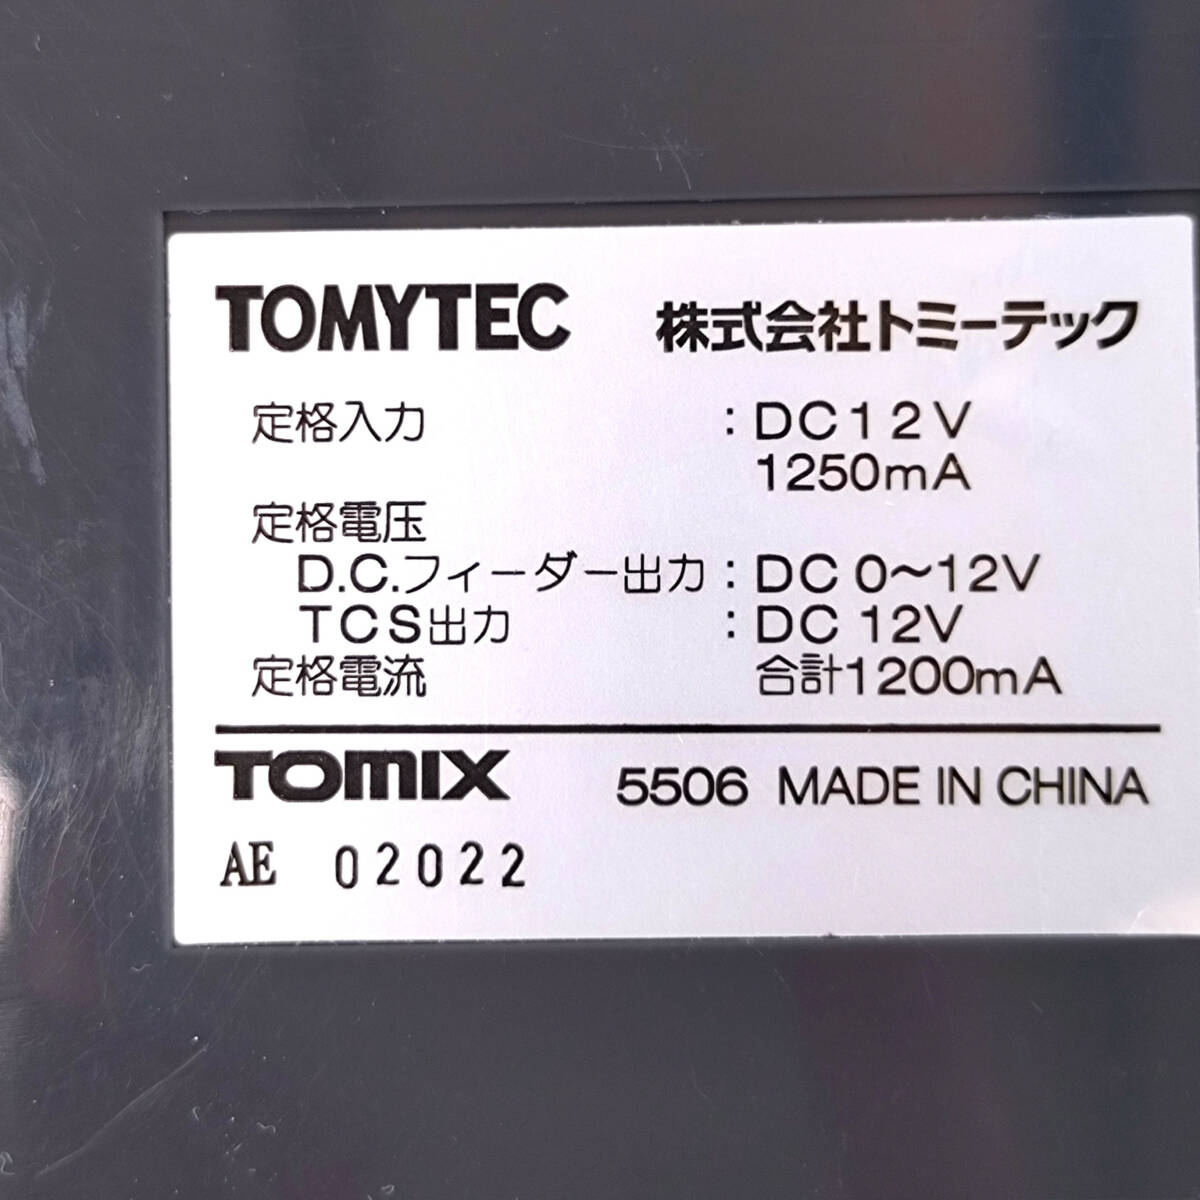 TOMYTEC 株式会社トミーテック
定格入力 : DC12V
1250mA
定格電圧
D.C.フィーダー出力 : DC 0〜12V
TCS出力 : DC 12V
定格電流 合計1200mA
TOMIX 5506 MADE IN CHINA
AE 02022